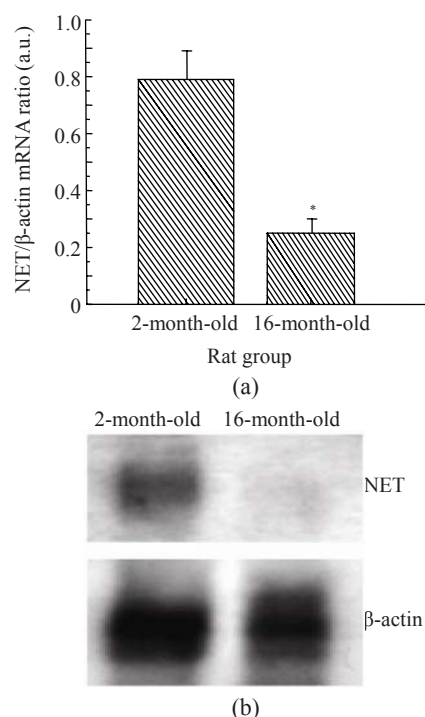 NET/β-actin mRNA ratio (a.u.)
1.0
0.8
0.6
0.4
0.2
0
*
2-month-old 16-month-old
Rat group
(a)
2-month-old 16-month-old
NET
β-actin
(b)